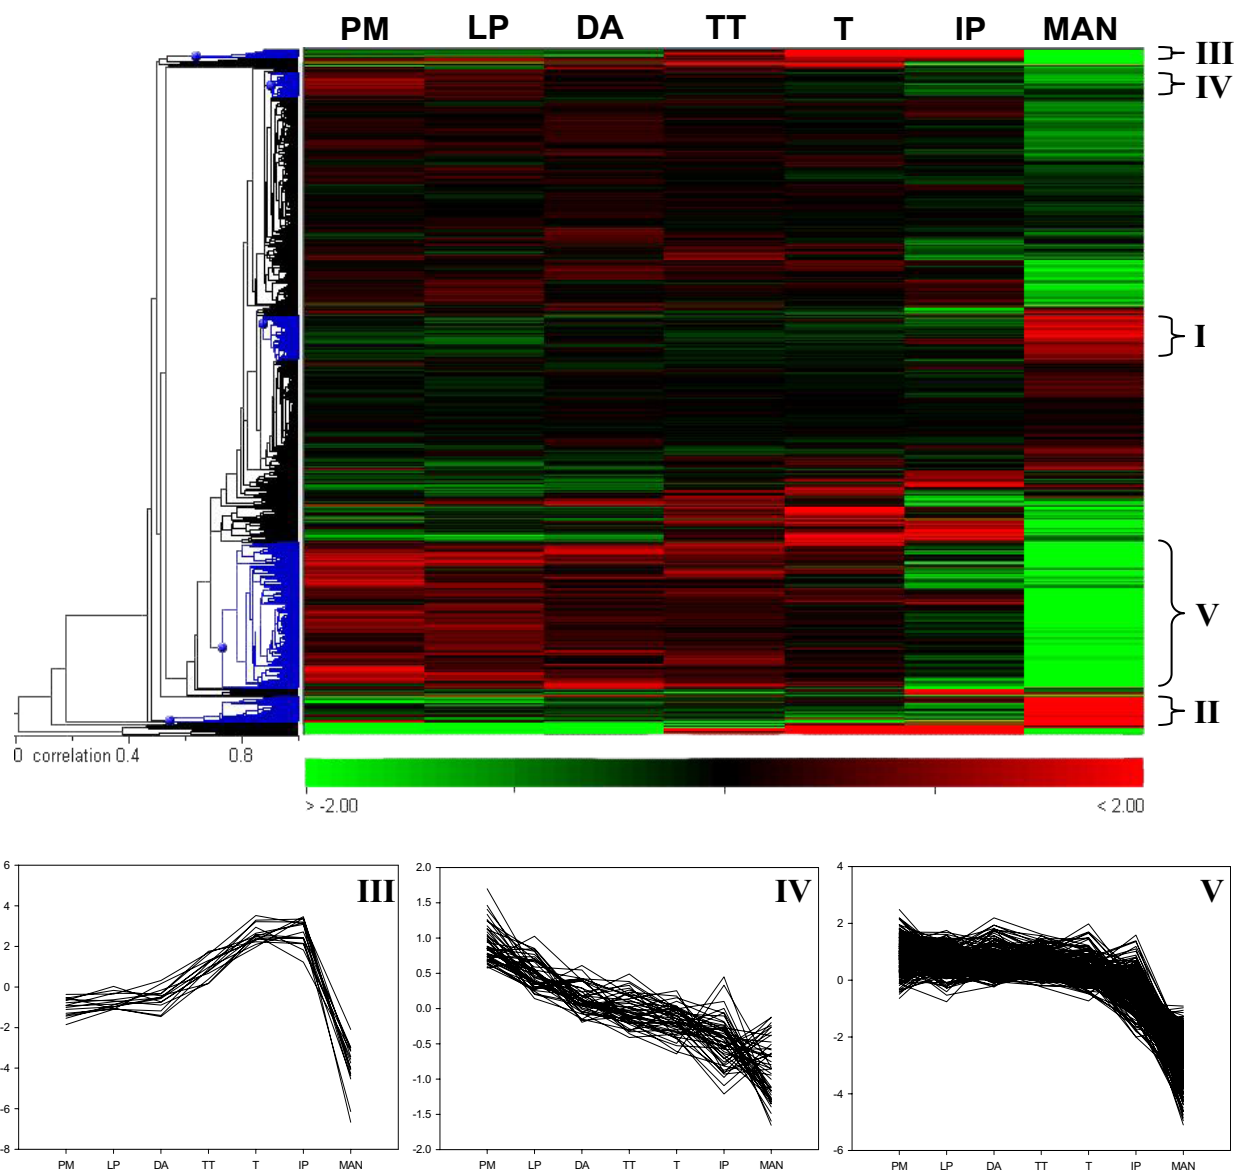 PM LP DA TT T IP MAN
III
IV
I
V
II
0 correlation 0.4 0.8
> -2.00 < 2.00
III
6
4
2
0
-2
-4
-6
-8
PM LP DA TT T IP MAN
IV
2.0
1.5
1.0
0.5
0.0
-0.5
-1.0
-1.5
-2.0
PM LP DA TT T IP MAN
V
4
2
0
-2
-4
-6
PM LP DA TT T IP MAN